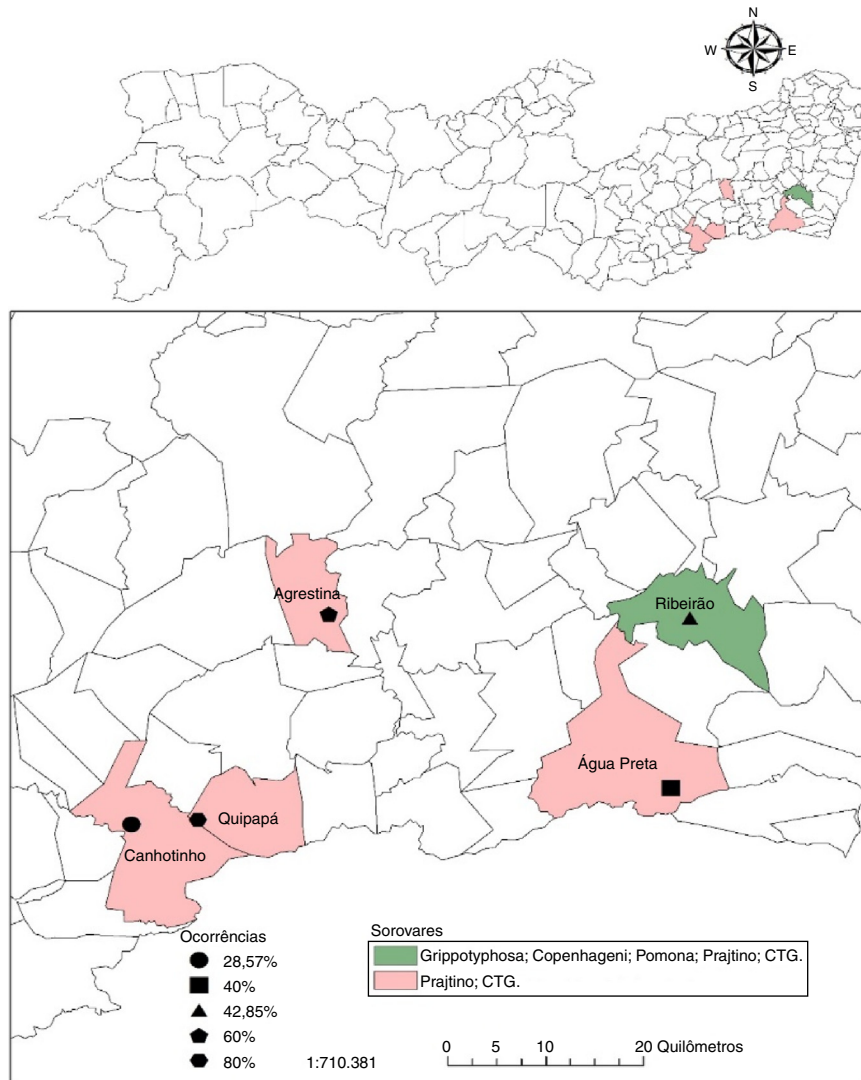 N
W E
S
Agrestina
Ribeirão
Água Preta
Quipapá
Canhotinho
Ocorrências
28,57%
40%
42,85%
60%
80%
Sorovares
Grippotyphosa; Copenhageni; Pomona; Prajtino; CTG.
Prajtino; CTG.
1:710.381
0 5 10 20 Quilômetros